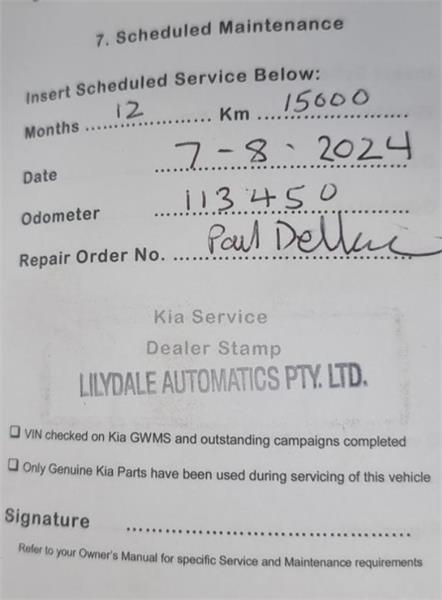 7. Scheduled Maintenance
Insert Scheduled Service Below:
Months ..12.................. Km ....15000............
Date 7-8.2024
Odometer 113450
Repair Order No. Paul
Kia Service
Dealer Stamp
LILYDALE AUTOMATICS PTY. LTD.
☐ VIN checked on Kia GWMS and outstanding campaigns completed
☐ Only Genuine Kia Parts have been used during servicing of this vehicle
Signature ..........................................
Refer to your Owner's Manual for specific Service and Maintenance requirements